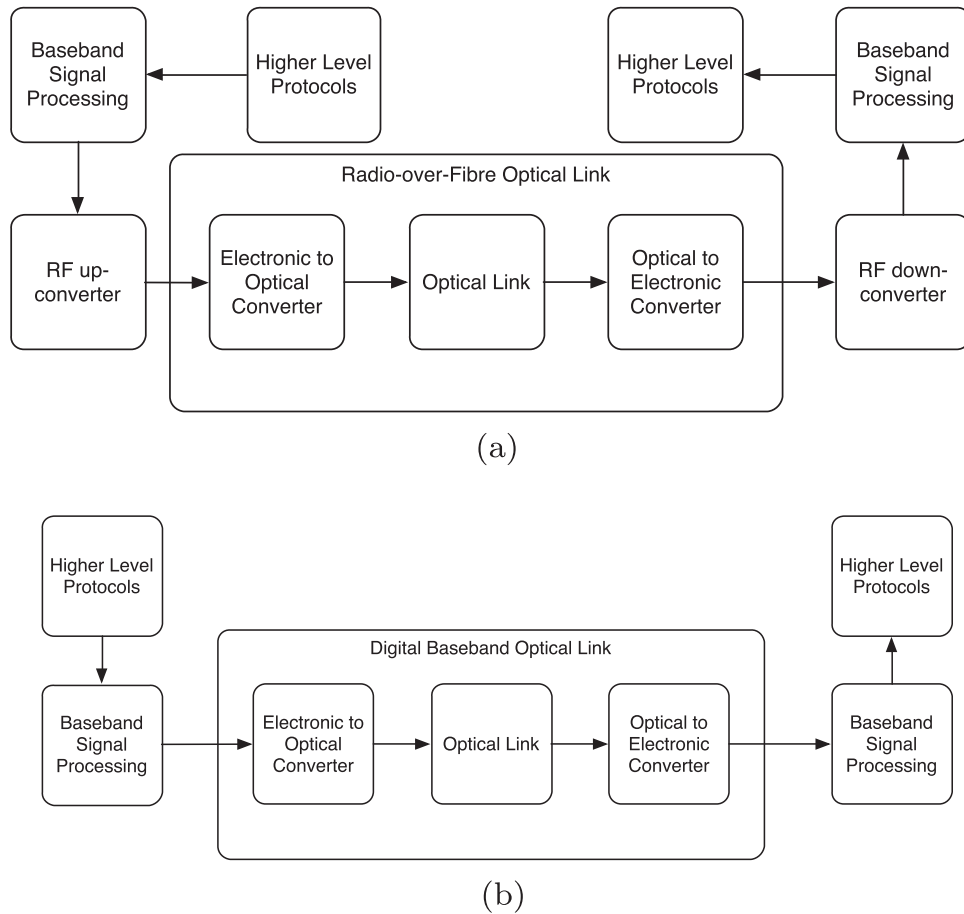 Baseband
Signal
Processing
Higher Level
Protocols
Higher Level
Protocols
Baseband
Signal
Processing
Radio-over-Fibre Optical Link
RF up-
converter
Electronic to
Optical
Converter
Optical Link
Optical to
Electronic
Converter
RF down-
converter
(a)
Higher Level
Protocols
Higher Level
Protocols
Digital Baseband Optical Link
Baseband
Signal
Processing
Electronic to
Optical
Converter
Optical Link
Optical to
Electronic
Converter
Baseband
Signal
Processing
(b)